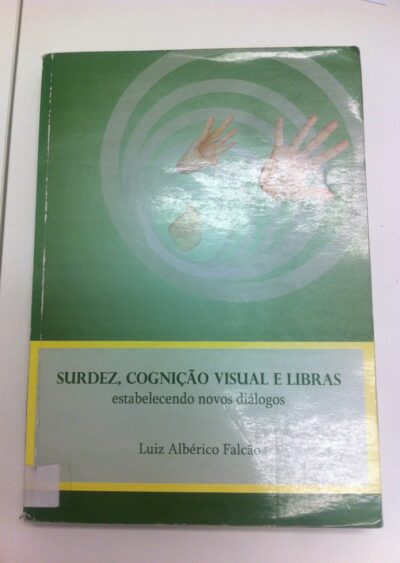 SURDEZ, COGNIÇÃO VISUAL E LIBRAS
estabelecendo novos diálogos
Luiz Albérico Falcão